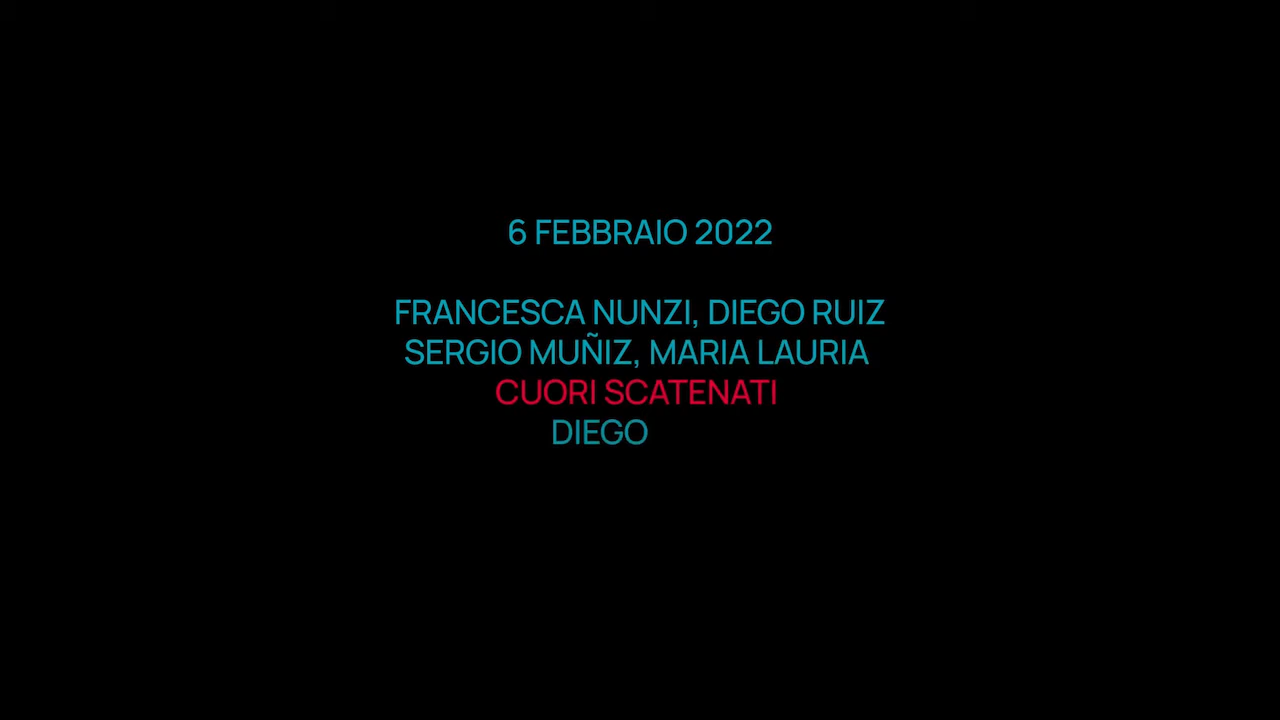 6 FEBBRAIO 2022
FRANCESCA NUNZI, DIEGO RUIZ
SERGIO MUÑIZ, MARIA LAURIA
CUORI SCATENATI
DIEGO